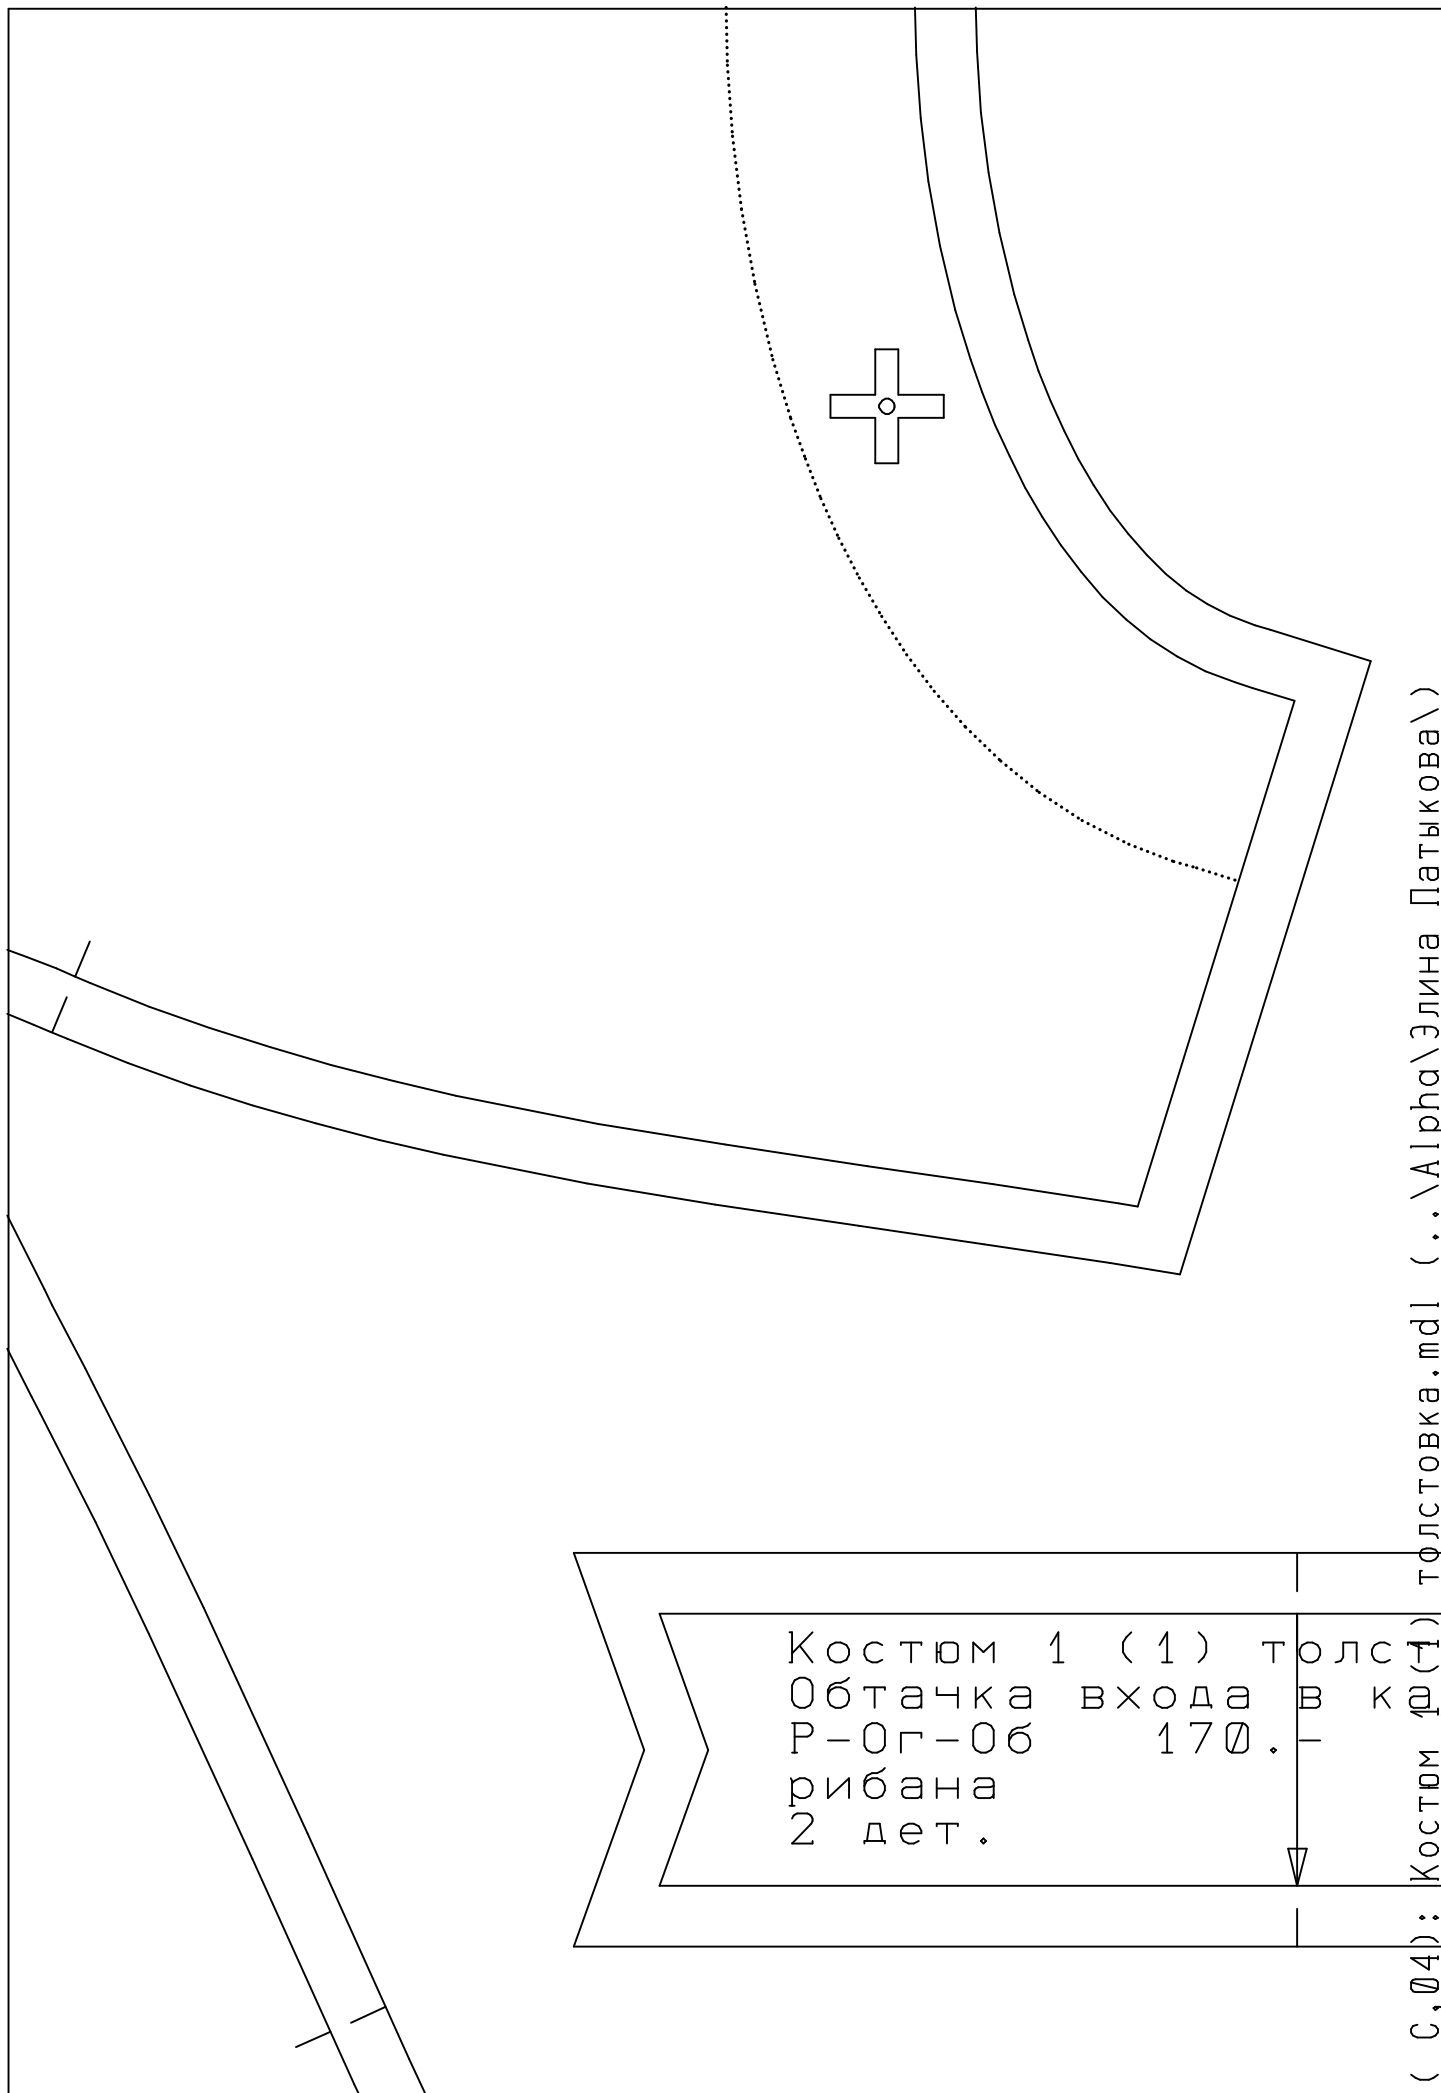 Костюм 1 (1) толст
Обтачка входа в ка
Р-Ог-Об 170.-
рибана
2 дет.
( С,04): Костюм 1(1) толстовка.mdl (..\Alpha\Элина Патыкова\)